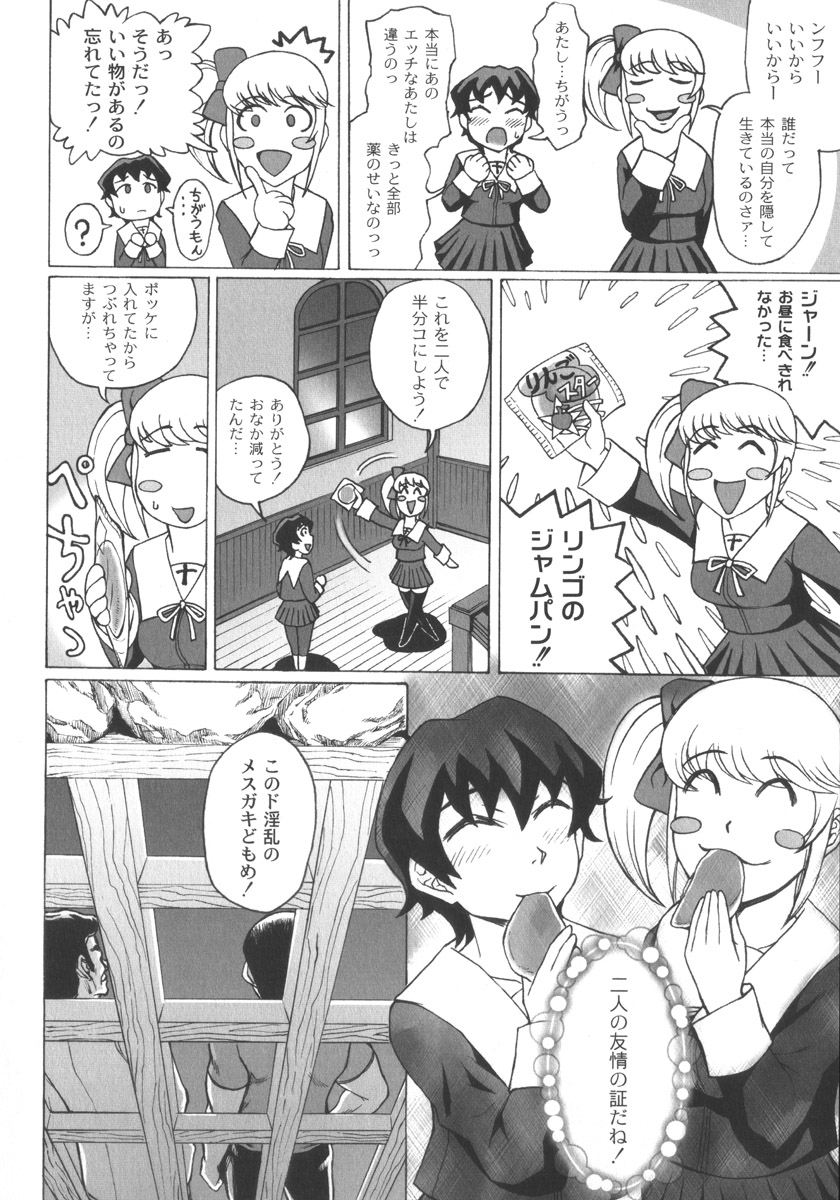 ンフフー
いいから
いいからー
誰だって
本当の自分を隠して
生きているのさァ…
あたし…ちがうっ
本当にあの
エッチなあたしは
違うのっ
きっと全部
薬のせいなのっっ
あっ
そうだっ！
いい物があるの
忘れてたっ！
ちがうもん
…
？
ジャーン!!
お昼に食べきれ
なかった…
りんご
スター
リンゴの
ジャムパン!!
これを二人で
半分コにしよう！
ありがとう！
おなか減って
たんだ…
ポッケに
入れてたから
つぶれちゃって
ますが…
ぺちゃっ
二人の友情の証だね！
このド淫乱の
メスガキどもめ！